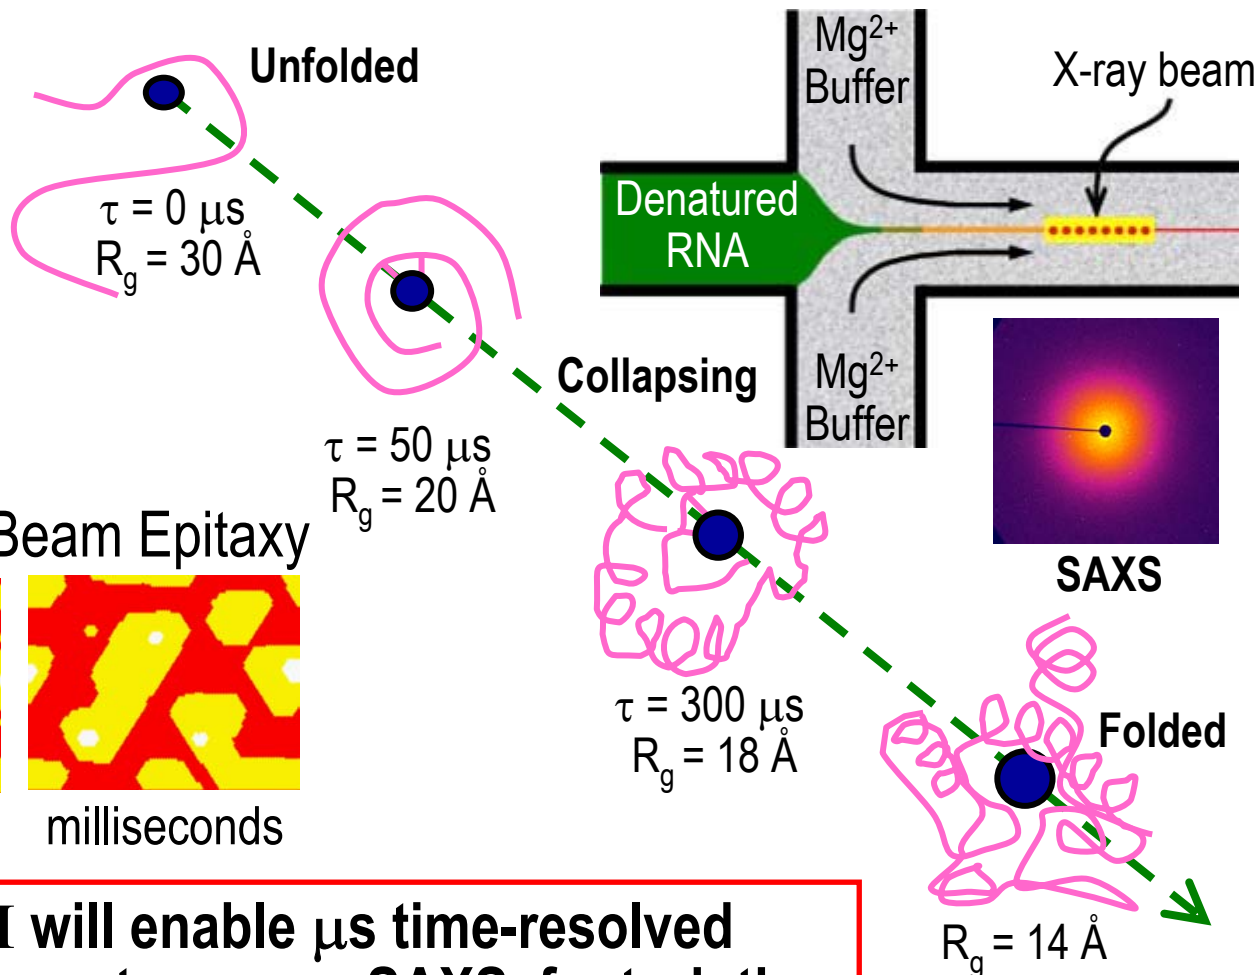 Unfolded
τ = 0 μs
Rg = 30 Å
Mg2+
Buffer
X-ray beam
Denatured
RNA
Mg2+
Buffer
Collapsing
τ = 50 μs
Rg = 20 Å
SAXS
Beam Epitaxy
milliseconds
τ = 300 μs
Rg = 18 Å
Folded
Rg = 14 Å
will enable μs time-resolved
SAXS